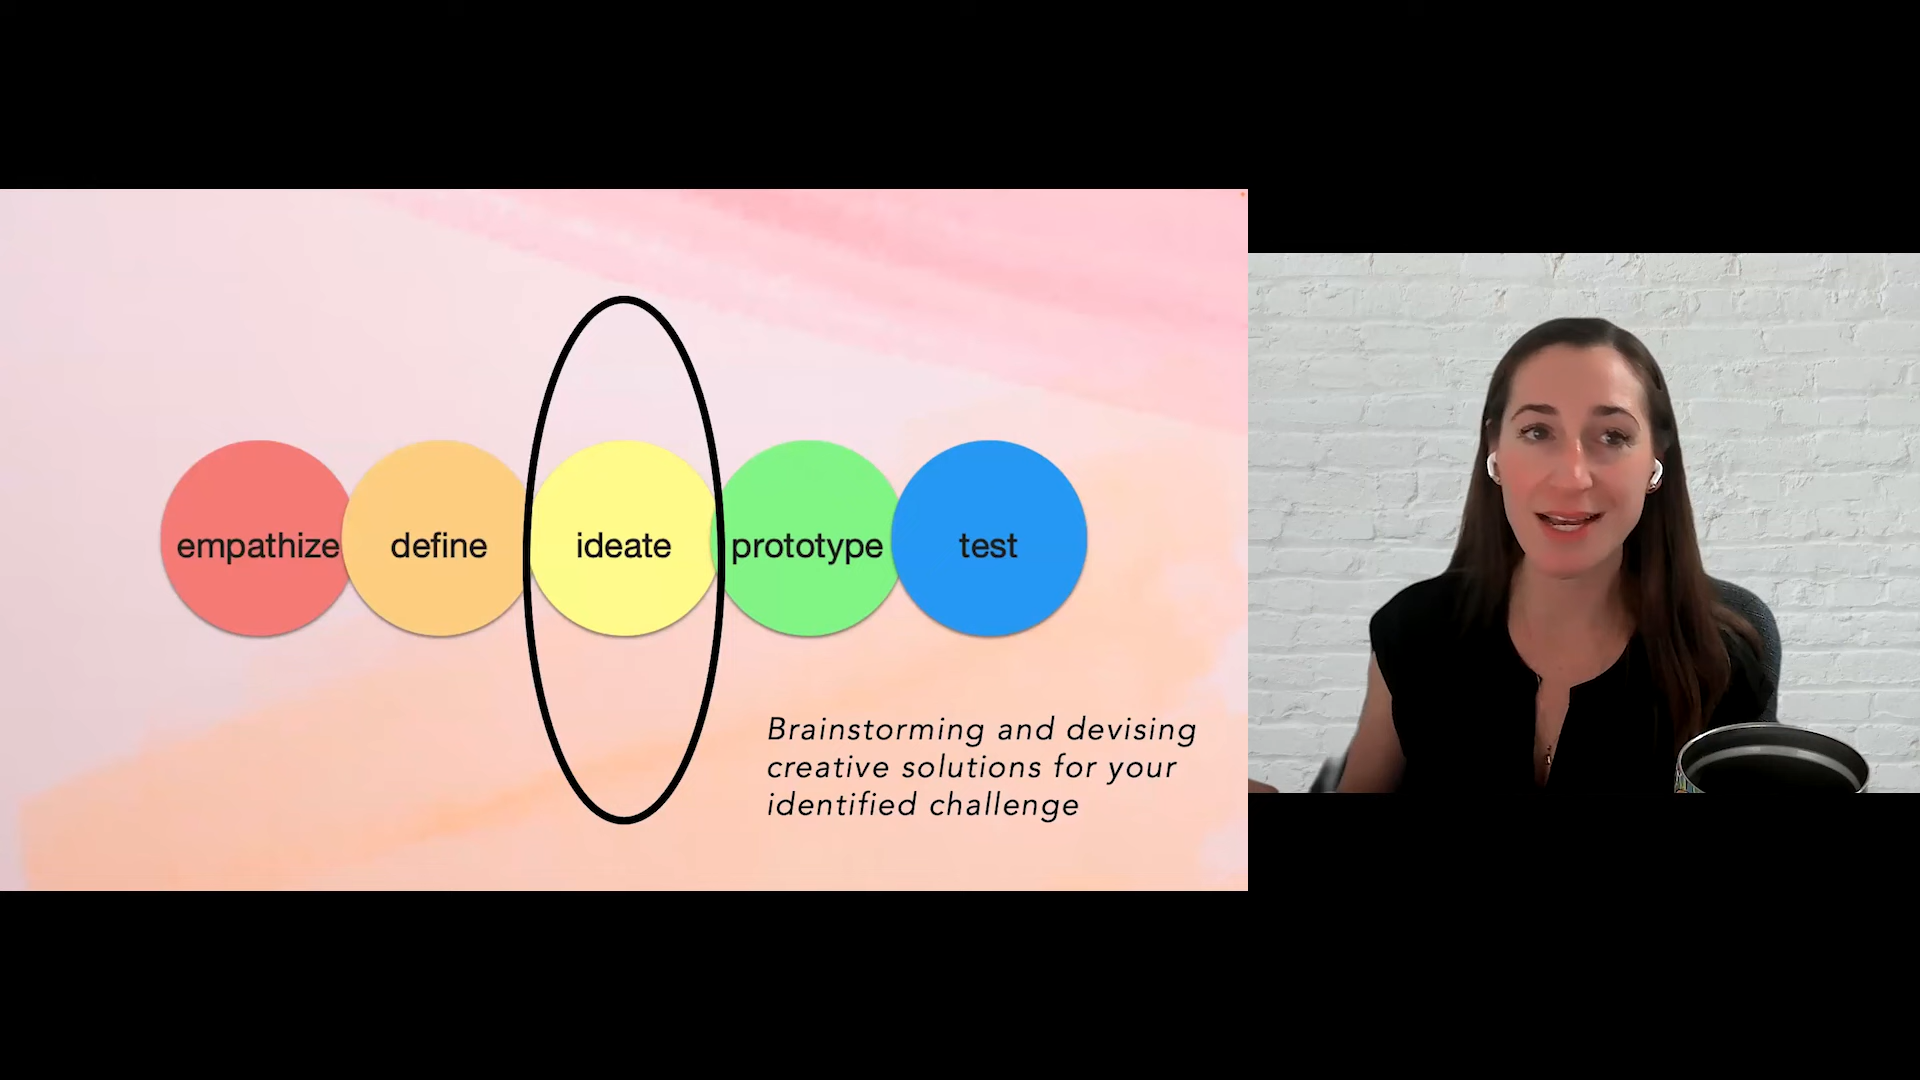 empathize define ideate prototype test
Brainstorming and devising
creative solutions for your
identified challenge